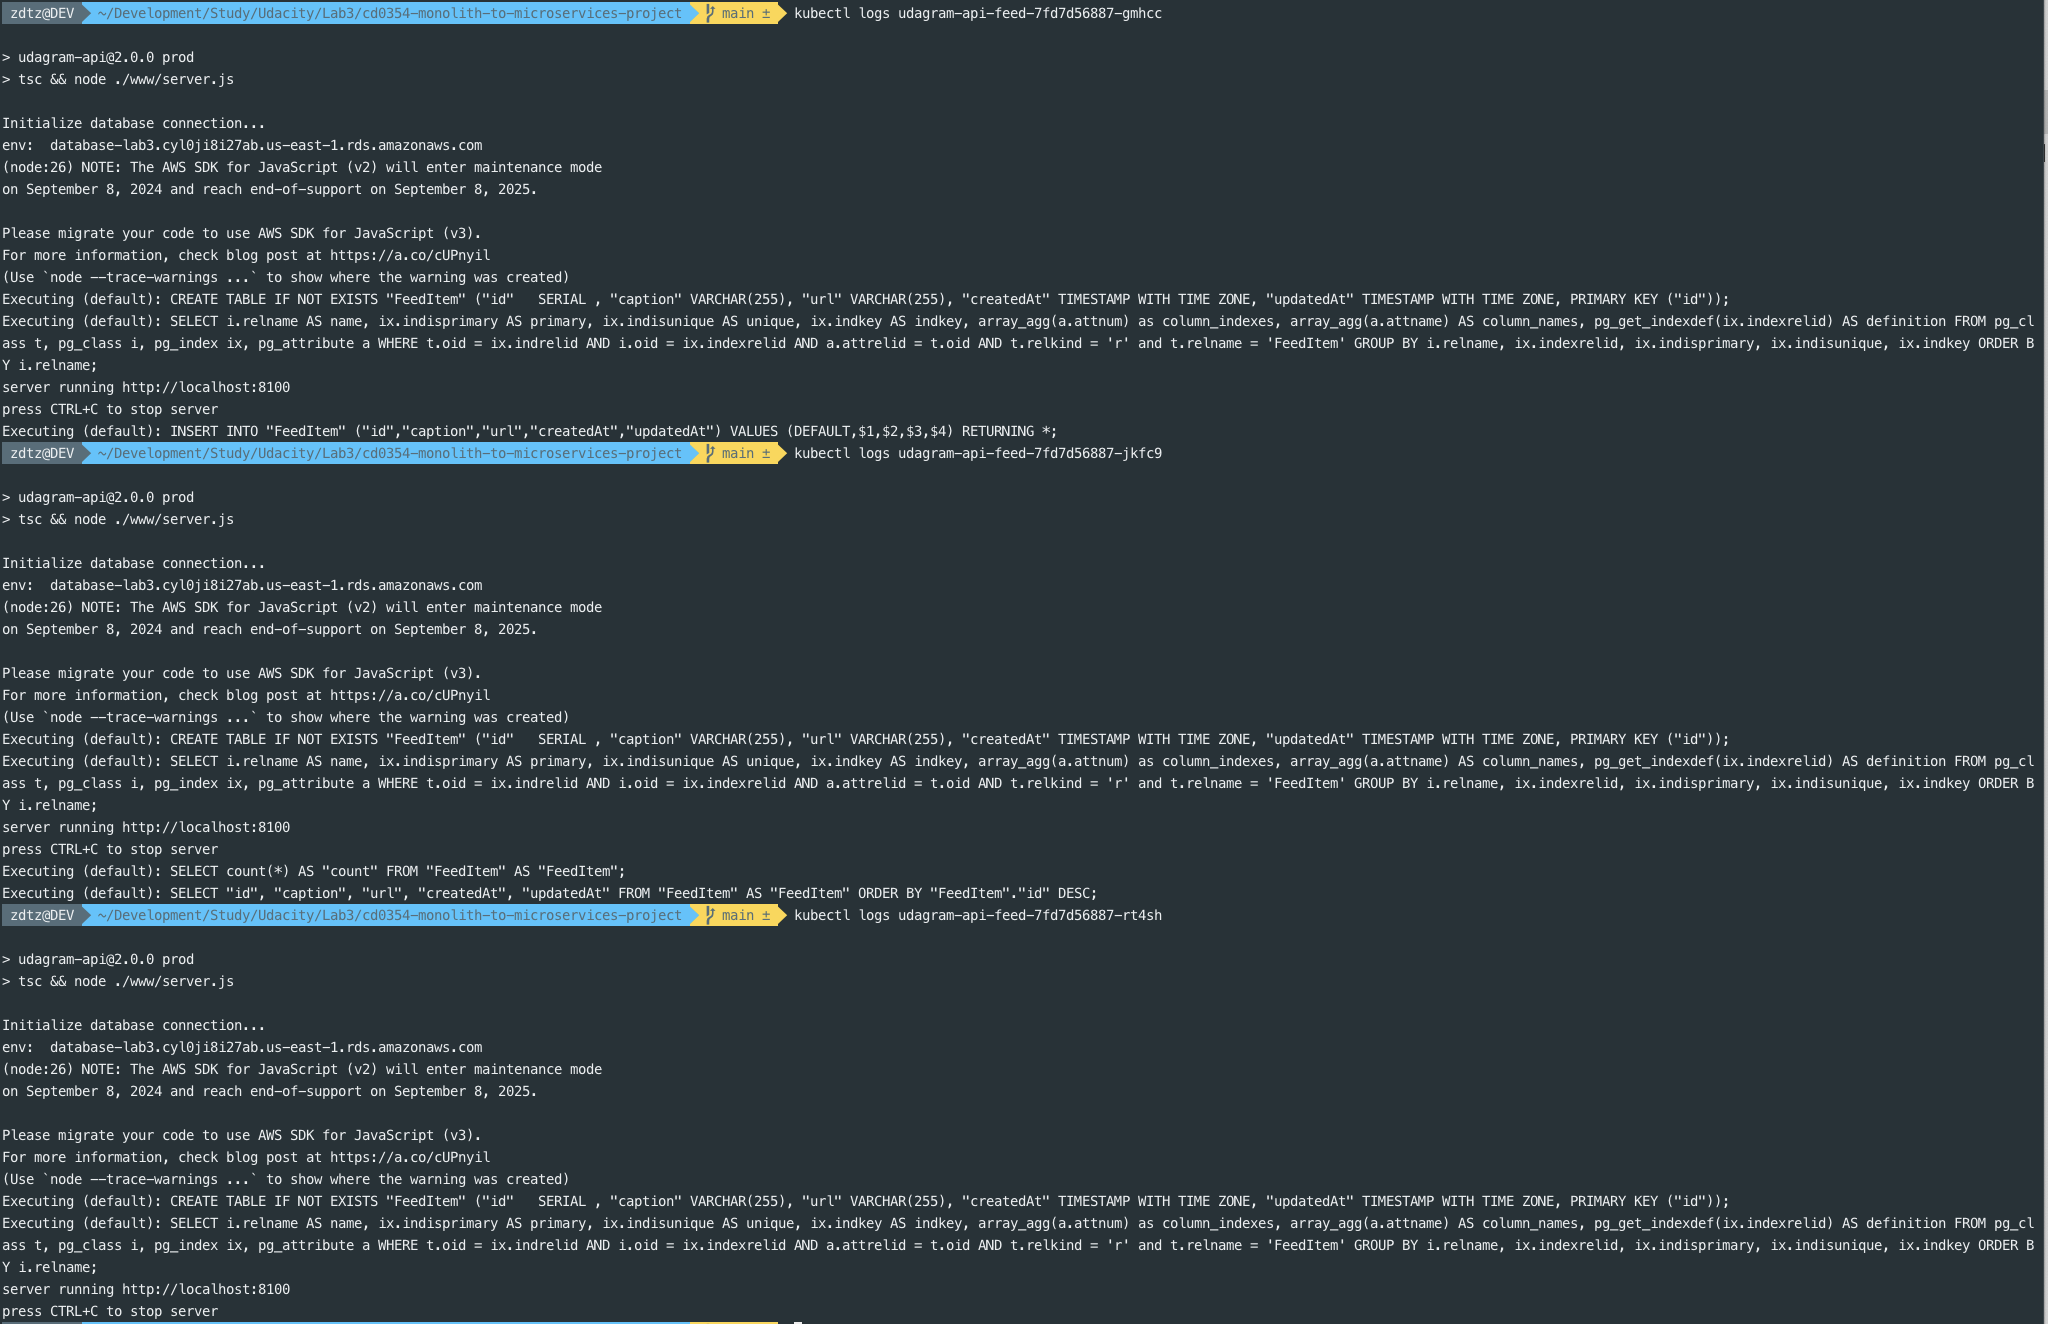 zdtz@DEV ~/Development/Study/Udacity/Lab3/cd0354-monolith-to-microservices-project main ± kubectl logs udagram-api-feed-7fd7d56887-gmhcc
> udagram-api@2.0.0 prod
> tsc && node ./www/server.js
Initialize database connection...
env:  database-lab3.cyl0ji8i27ab.us-east-1.rds.amazonaws.com
(node:26) NOTE: The AWS SDK for JavaScript (v2) will enter maintenance mode
on September 8, 2024 and reach end-of-support on September 8, 2025.
Please migrate your code to use AWS SDK for JavaScript (v3).
For more information, check blog post at https://a.co/cUPnyil
(Use `node --trace-warnings ...` to show where the warning was created)
Executing (default): CREATE TABLE IF NOT EXISTS "FeedItem" ("id"   SERIAL , "caption" VARCHAR(255), "url" VARCHAR(255), "createdAt" TIMESTAMP WITH TIME ZONE, "updatedAt" TIMESTAMP WITH TIME ZONE, PRIMARY KEY ("id"));
Executing (default): SELECT i.relname AS name, ix.indisprimary AS primary, ix.indisunique AS unique, ix.indkey AS indkey, array_agg(a.attnum) as column_indexes, array_agg(a.attname) AS column_names, pg_get_indexdef(ix.indexrelid) AS definition FROM pg_cl
ass t, pg_class i, pg_index ix, pg_attribute a WHERE t.oid = ix.indrelid AND i.oid = ix.indexrelid AND a.attrelid = t.oid AND t.relkind = 'r' and t.relname = 'FeedItem' GROUP BY i.relname, ix.indexrelid, ix.indisprimary, ix.indisunique, ix.indkey ORDER B
Y i.relname;
server running http://localhost:8100
press CTRL+C to stop server
Executing (default): INSERT INTO "FeedItem" ("id","caption","url","createdAt","updatedAt") VALUES (DEFAULT,$1,$2,$3,$4) RETURNING *;
zdtz@DEV ~/Development/Study/Udacity/Lab3/cd0354-monolith-to-microservices-project main ± kubectl logs udagram-api-feed-7fd7d56887-jkfc9
> udagram-api@2.0.0 prod
> tsc && node ./www/server.js
Initialize database connection...
env:  database-lab3.cyl0ji8i27ab.us-east-1.rds.amazonaws.com
(node:26) NOTE: The AWS SDK for JavaScript (v2) will enter maintenance mode
on September 8, 2024 and reach end-of-support on September 8, 2025.
Please migrate your code to use AWS SDK for JavaScript (v3).
For more information, check blog post at https://a.co/cUPnyil
(Use `node --trace-warnings ...` to show where the warning was created)
Executing (default): CREATE TABLE IF NOT EXISTS "FeedItem" ("id"   SERIAL , "caption" VARCHAR(255), "url" VARCHAR(255), "createdAt" TIMESTAMP WITH TIME ZONE, "updatedAt" TIMESTAMP WITH TIME ZONE, PRIMARY KEY ("id"));
Executing (default): SELECT i.relname AS name, ix.indisprimary AS primary, ix.indisunique AS unique, ix.indkey AS indkey, array_agg(a.attnum) as column_indexes, array_agg(a.attname) AS column_names, pg_get_indexdef(ix.indexrelid) AS definition FROM pg_cl
ass t, pg_class i, pg_index ix, pg_attribute a WHERE t.oid = ix.indrelid AND i.oid = ix.indexrelid AND a.attrelid = t.oid AND t.relkind = 'r' and t.relname = 'FeedItem' GROUP BY i.relname, ix.indexrelid, ix.indisprimary, ix.indisunique, ix.indkey ORDER B
Y i.relname;
server running http://localhost:8100
press CTRL+C to stop server
Executing (default): SELECT count(*) AS "count" FROM "FeedItem" AS "FeedItem";
Executing (default): SELECT "id", "caption", "url", "createdAt", "updatedAt" FROM "FeedItem" AS "FeedItem" ORDER BY "FeedItem"."id" DESC;
zdtz@DEV ~/Development/Study/Udacity/Lab3/cd0354-monolith-to-microservices-project main ± kubectl logs udagram-api-feed-7fd7d56887-rt4sh
> udagram-api@2.0.0 prod
> tsc && node ./www/server.js
Initialize database connection...
env:  database-lab3.cyl0ji8i27ab.us-east-1.rds.amazonaws.com
(node:26) NOTE: The AWS SDK for JavaScript (v2) will enter maintenance mode
on September 8, 2024 and reach end-of-support on September 8, 2025.
Please migrate your code to use AWS SDK for JavaScript (v3).
For more information, check blog post at https://a.co/cUPnyil
(Use `node --trace-warnings ...` to show where the warning was created)
Executing (default): CREATE TABLE IF NOT EXISTS "FeedItem" ("id"   SERIAL , "caption" VARCHAR(255), "url" VARCHAR(255), "createdAt" TIMESTAMP WITH TIME ZONE, "updatedAt" TIMESTAMP WITH TIME ZONE, PRIMARY KEY ("id"));
Executing (default): SELECT i.relname AS name, ix.indisprimary AS primary, ix.indisunique AS unique, ix.indkey AS indkey, array_agg(a.attnum) as column_indexes, array_agg(a.attname) AS column_names, pg_get_indexdef(ix.indexrelid) AS definition FROM pg_cl
ass t, pg_class i, pg_index ix, pg_attribute a WHERE t.oid = ix.indrelid AND i.oid = ix.indexrelid AND a.attrelid = t.oid AND t.relkind = 'r' and t.relname = 'FeedItem' GROUP BY i.relname, ix.indexrelid, ix.indisprimary, ix.indisunique, ix.indkey ORDER B
Y i.relname;
server running http://localhost:8100
press CTRL+C to stop server